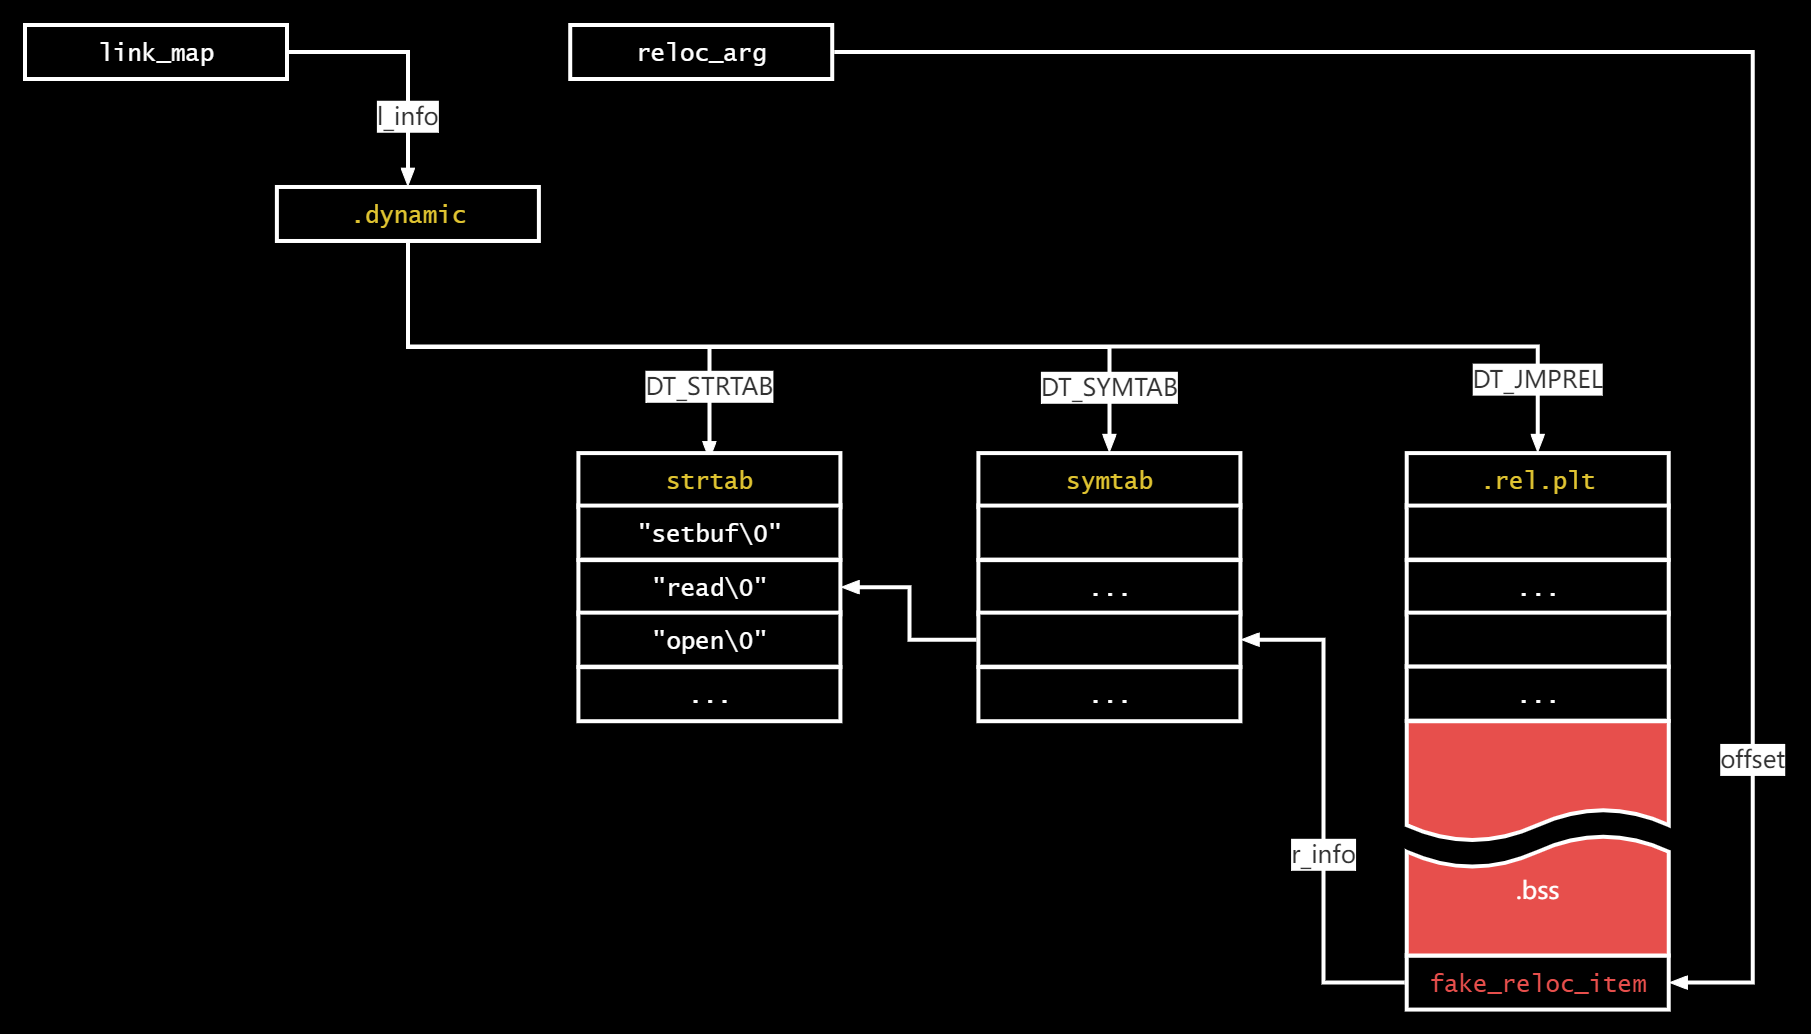 link_map
reloc_arg
l_info
.dynamic
DT_STRTAB
DT_SYMTAB
DT_JMPREL
strtab
symtab
.rel.plt
"setbuf\0"
"read\0"
...
...
"open\0"
...
...
...
offset
r_info
.bss
fake_reloc_item